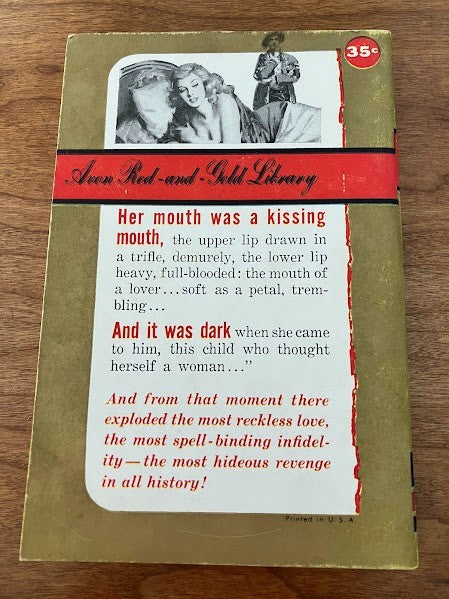 35c
Avon Red-and-Gold Library
Her mouth was a kissing
mouth, the upper lip drawn in
a trifle, demurely, the lower lip
heavy, full-blooded: the mouth of
a lover...soft as a petal, trem-
bling...
And it was dark when she came
to him, this child who thought
herself a woman..."
And from that moment there
exploded the most reckless love,
the most spell-binding infidel-
ity—the most hideous revenge
in all history!
Printed in U. S. A.